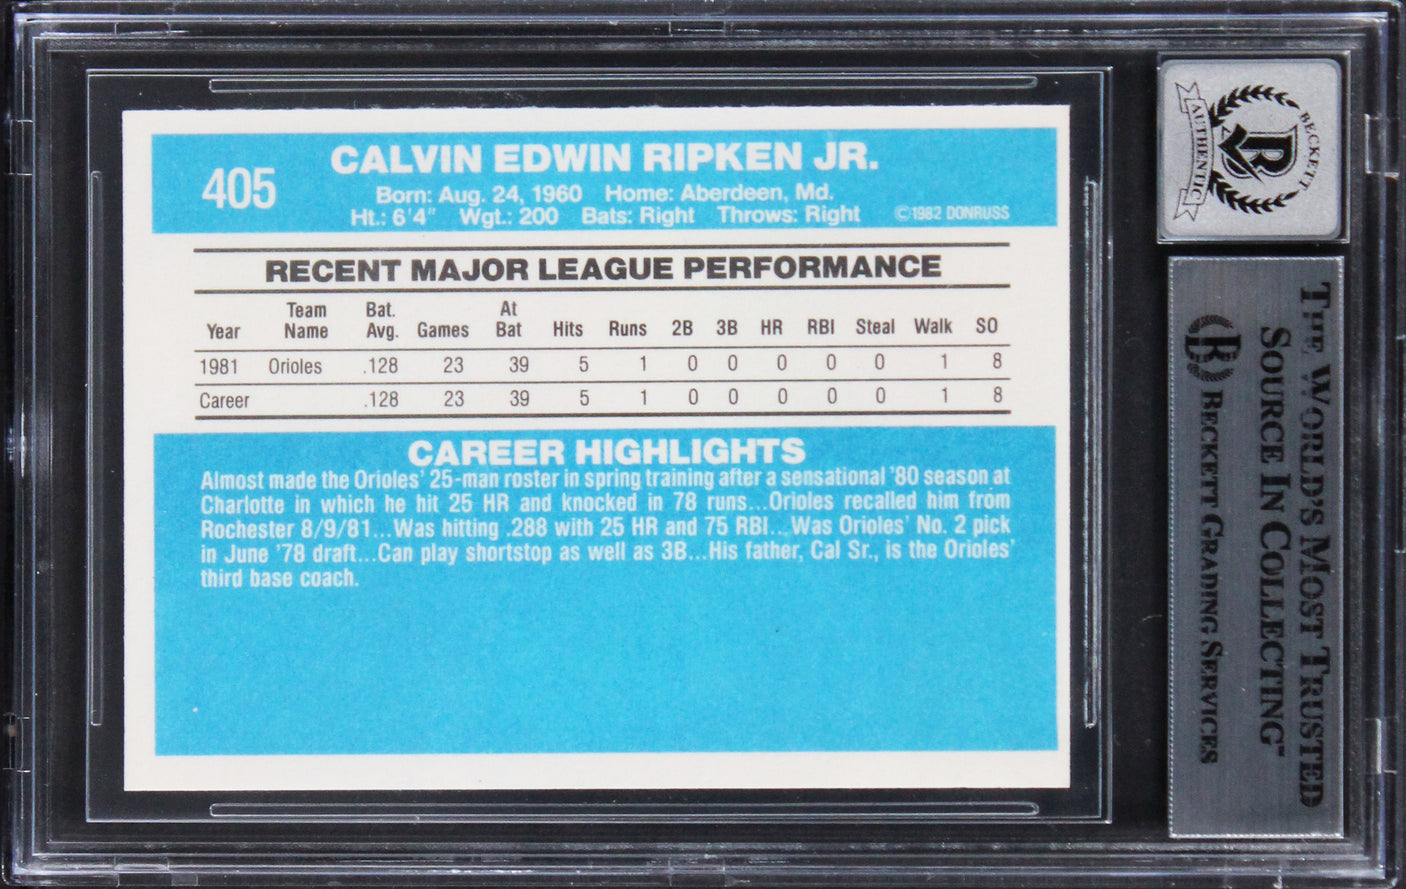 405
CALVIN EDWIN RIPKEN JR.
Born: Aug. 24, 1960 Home: Aberdeen, Md.
Ht.: 6'4" Wgt.: 200 Bats: Right Throws: Right ©1982 DONRUSS
RECENT MAJOR LEAGUE PERFORMANCE
Year Team Name Bat. Avg. Games At Bat Hits Runs 2B 3B HR RBI Steal Walk SO
1981 Orioles .128 23 39 5 1 0 0 0 0 0 1 8
Career .128 23 39 5 1 0 0 0 0 0 1 8
CAREER HIGHLIGHTS
Almost made the Orioles' 25-man roster in spring training after a sensational '80 season at
Charlotte in which he hit 25 HR and knocked in 78 runs...Orioles recalled him from
Rochester 8/9/81...Was hitting .288 with 25 HR and 75 RBI...Was Orioles' No. 2 pick
in June '78 draft...Can play shortstop as well as 3B...His father, Cal Sr., is the Orioles'
third base coach.
BECKETT
AUTHENTIC
THE WORLD'S MOST TRUSTED
SOURCE IN COLLECTING™
BECKETT GRADING SERVICES